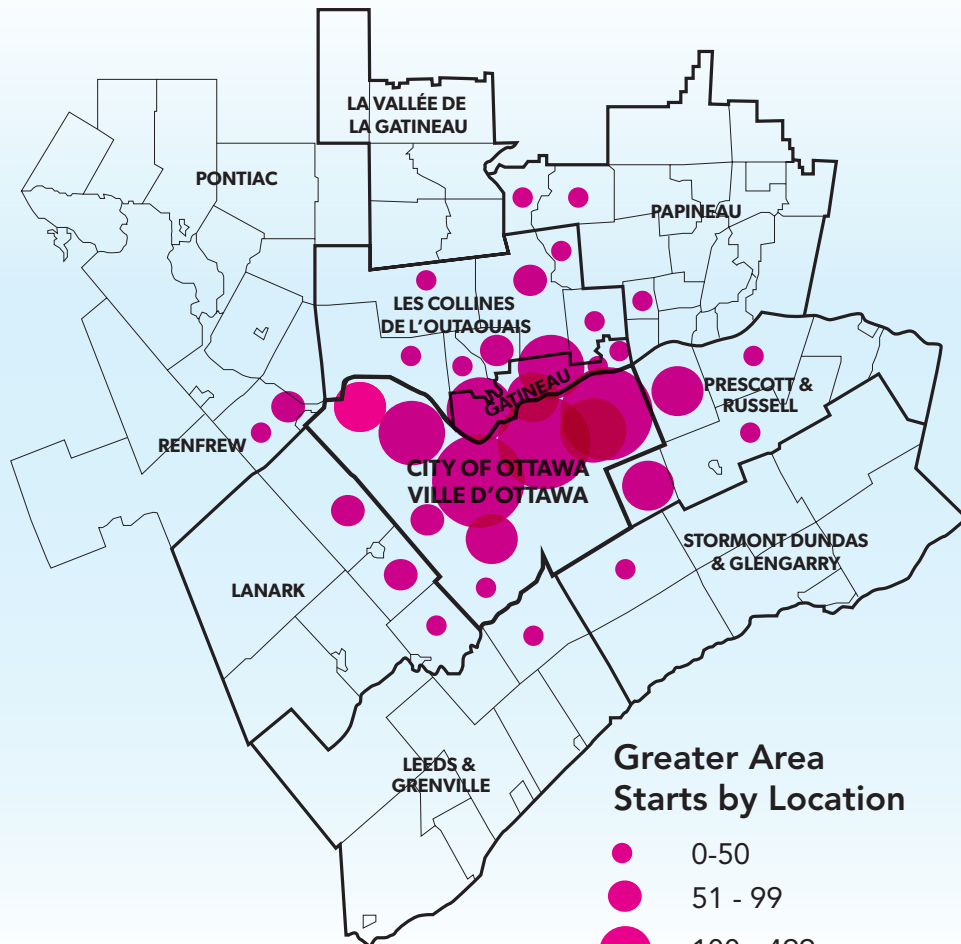 LA VALLÉE DE
LA GATINEAU
PONTIAC
PAPINEAU
LES COLLINES
DE L'OUTAOUAIS
GATINEAU
PRESCOTT &
RUSSELL
RENFREW
CITY OF OTTAWA
VILLE D'OTTAWA
STORMONT DUNDAS
& GLENGARRY
LANARK
LEEDS &
GRENVILLE
Greater Area
Starts by Location
0-50
51 - 99